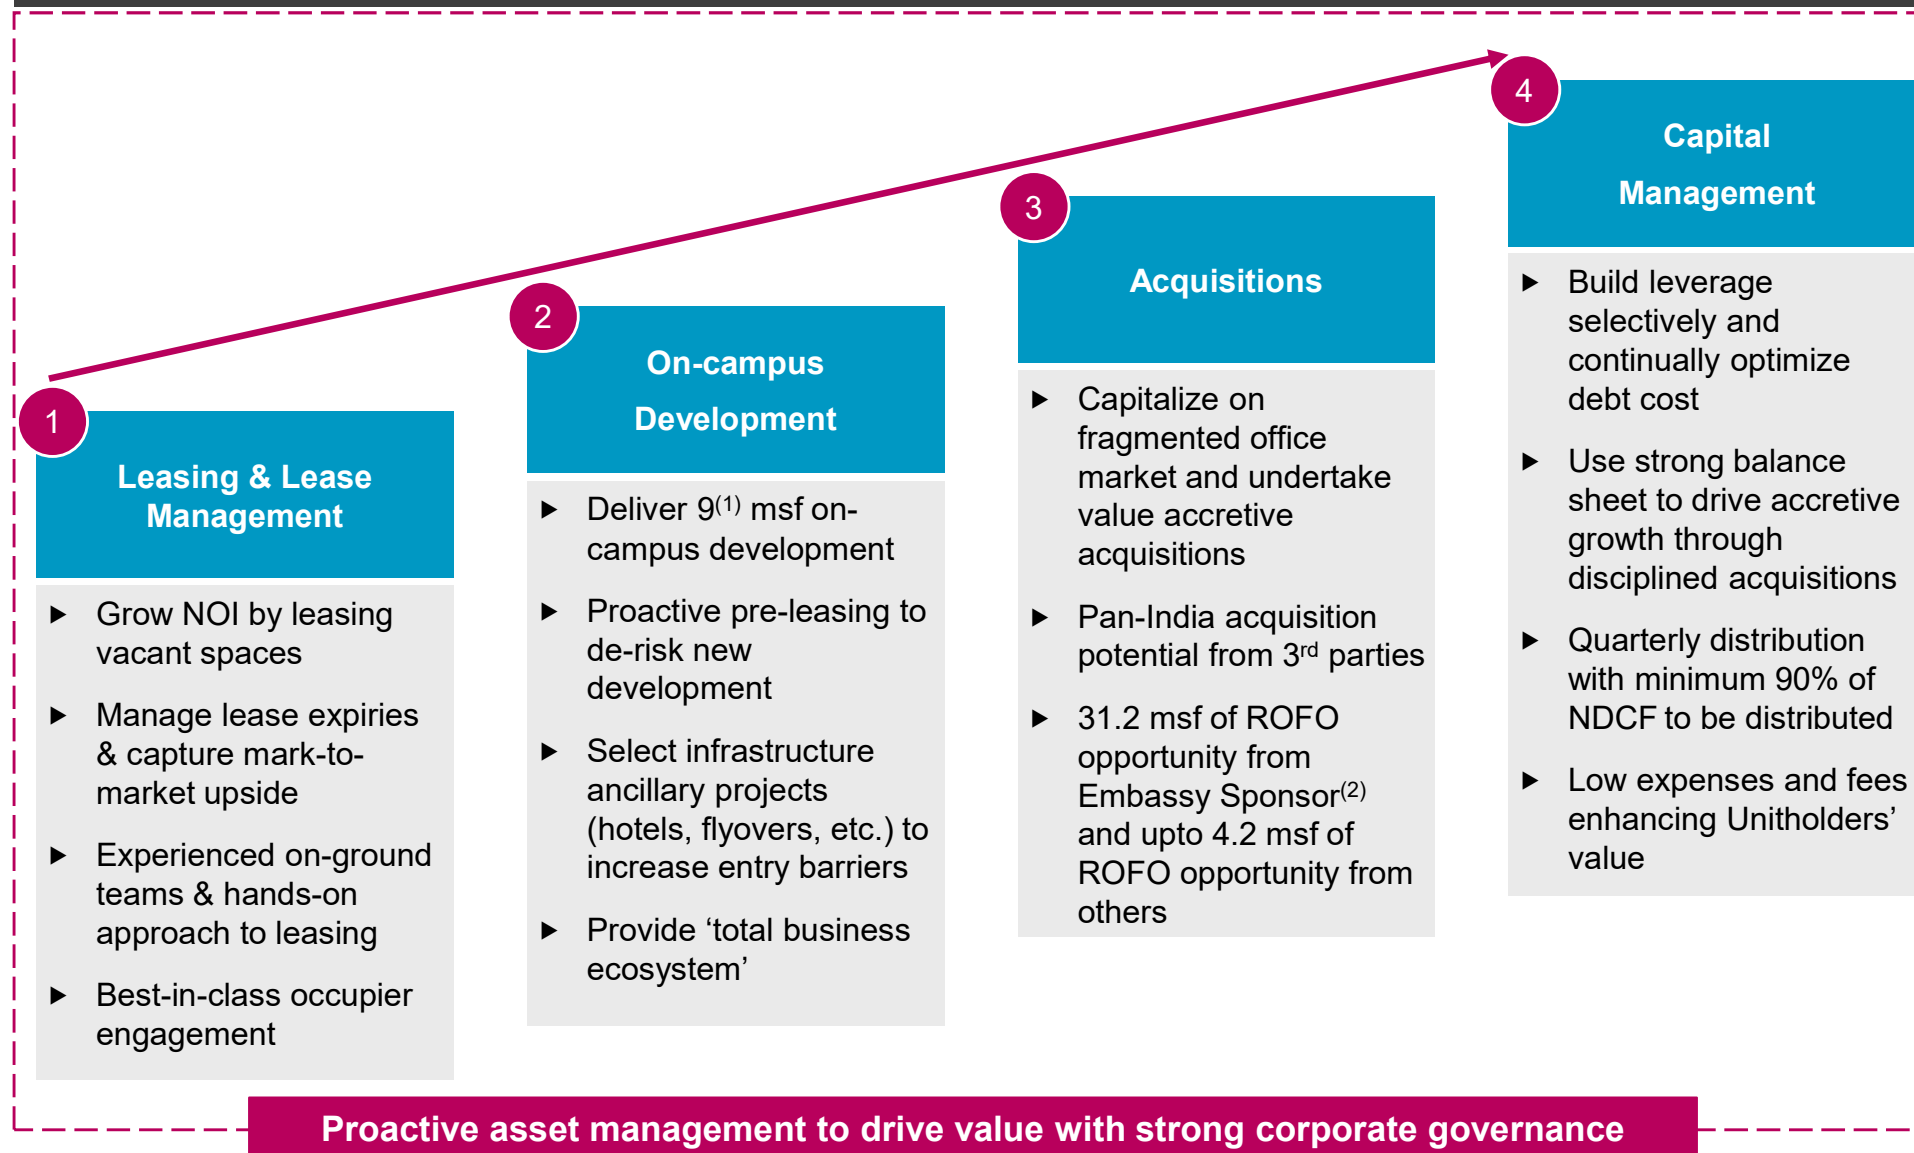 1
Leasing & Lease
Management
► Grow NOI by leasing
vacant spaces
► Manage lease expiries
& capture mark-to-
market upside
► Experienced on-ground
teams & hands-on
approach to leasing
► Best-in-class occupier
engagement
2
On-campus
Development
► Deliver 9(1) msf on-
campus development
► Proactive pre-leasing to
de-risk new
development
► Select infrastructure
ancillary projects
(hotels, flyovers, etc.) to
increase entry barriers
► Provide ‘total business
ecosystem’
3
Acquisitions
► Capitalize on
fragmented office
market and undertake
value accretive
acquisitions
► Pan-India acquisition
potential from 3rd parties
► 31.2 msf of ROFO
opportunity from
Embassy Sponsor(2)
and upto 4.2 msf of
ROFO opportunity from
others
4
Capital
Management
► Build leverage
selectively and
continually optimize
debt cost
► Use strong balance
sheet to drive accretive
growth through
disciplined acquisitions
► Quarterly distribution
with minimum 90% of
NDCF to be distributed
► Low expenses and fees
enhancing Unitholders’
value
Proactive asset management to drive value with strong corporate governance